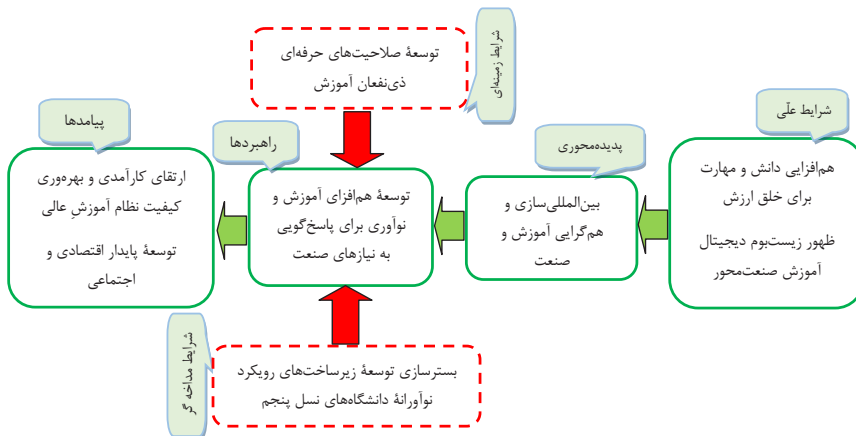 شرایط زمینه‌ای
توسعهٔ صلاحیت‌های حرفه‌ای
ذی‌نفعان آموزش
شرایط علّی
هم‌افزایی دانش و مهارت
برای خلق ارزش
ظهور زیست‌بوم دیجیتال
آموزش صنعت‌محور
پدیده‌محوری
بین‌المللی‌سازی و
هم‌گرایی آموزش و
صنعت
راهبردها
توسعهٔ هم‌افزای آموزش و
نوآوری برای پاسخ‌گویی
به نیازهای صنعت
پیامدها
ارتقای کارآمدی و بهره‌وری
کیفیت نظام آموزشِ عالی
توسعهٔ پایدار اقتصادی و
اجتماعی
شرایط مداخه گر
بسترسازی توسعهٔ زیرساخت‌های رویکرد
نوآورانهٔ دانشگاه‌های نسل پنجم